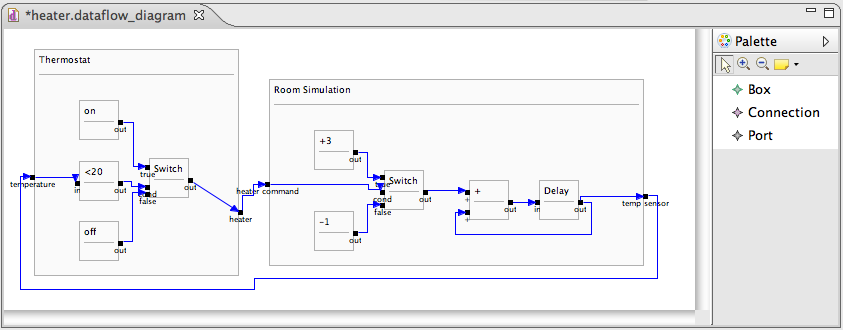 *heater.dataflow_diagram
Palette
Box
Connection
Port
Thermostat
on
out
<20
in
out
off
out
Switch
true
cond
false
out
temperature
heater
Room Simulation
heater command
+3
out
-1
out
Switch
true
cond
false
out
+
+
+
out
Delay
in
out
temp sensor